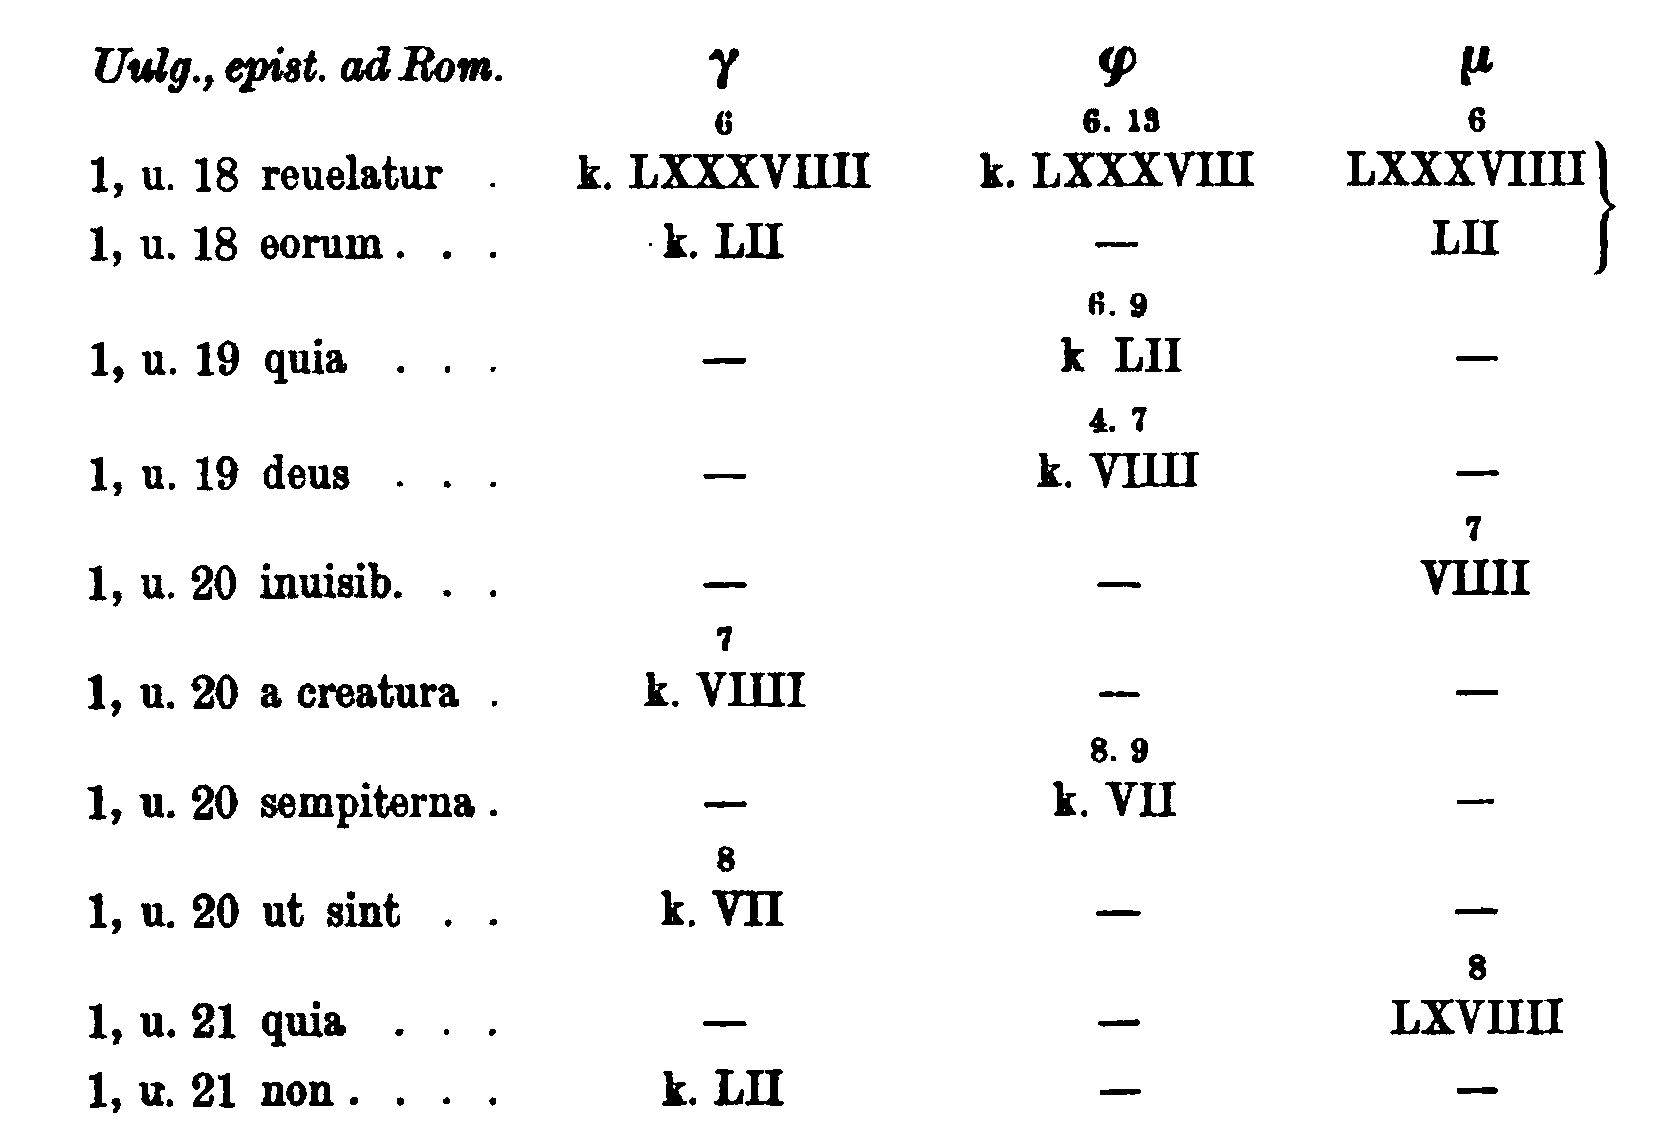 Uulg., epist. ad Rom. γ φ μ
6 6. 13 6
1, u. 18 reuelatur . k. LXXXVIIII k. LXXXVIII LXXXVIIII }
1, u. 18 eorum . . . k. LII — LII
6. 9
1, u. 19 quia . . . — k LII —
4. 7
1, u. 19 deus . . . — k. VIIII —
7
1, u. 20 inuisib. . . — — VIIII
7
1, u. 20 a creatura . k. VIIII — —
8. 9
1, u. 20 sempiterna . — k. VII —
8
1, u. 20 ut sint . . k. VII — —
8
1, u. 21 quia . . . — — LXVIIII
1, u. 21 non . . . . k. LII — —